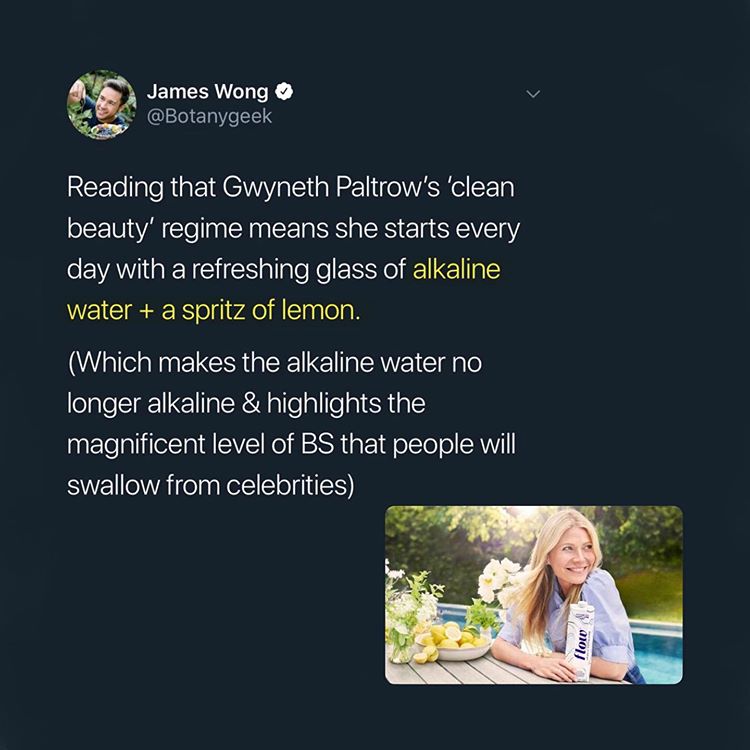 James Wong
@Botanygeek
Reading that Gwyneth Paltrow’s ‘clean
beauty’ regime means she starts every
day with a refreshing glass of alkaline
water + a spritz of lemon.
(Which makes the alkaline water no
longer alkaline & highlights the
magnificent level of BS that people will
swallow from celebrities)
flow